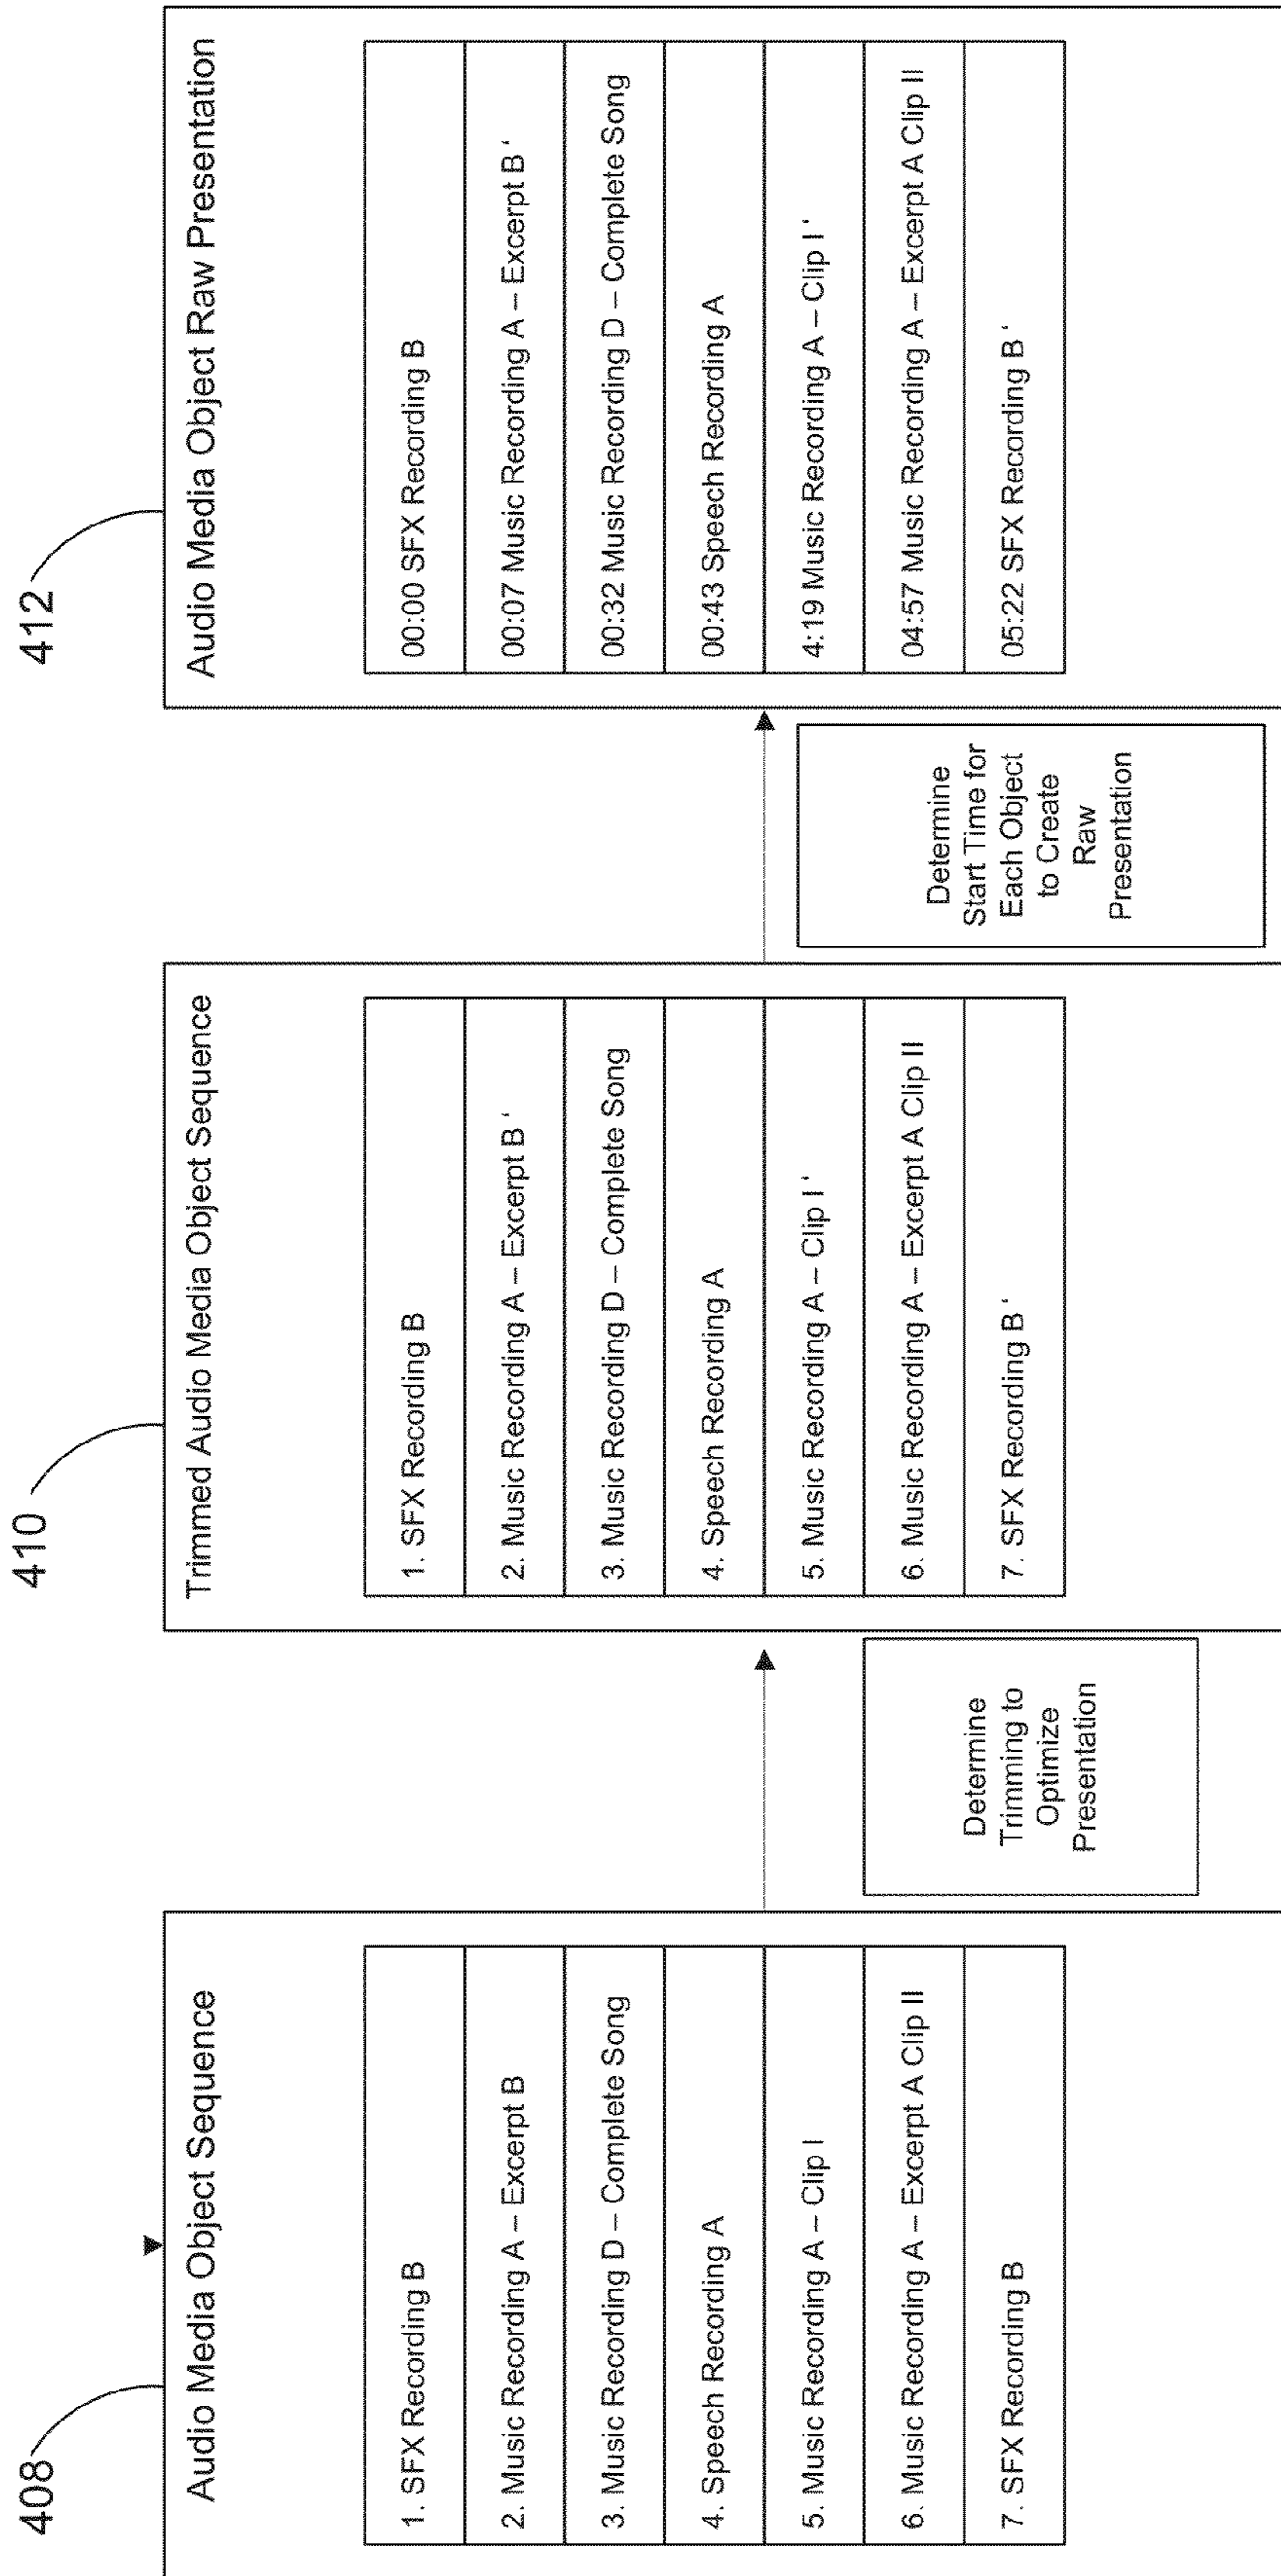 408
Audio Media Object Sequence
1. SFX Recording B
2. Music Recording A – Excerpt B
3. Music Recording D – Complete Song
4. Speech Recording A
5. Music Recording A – Clip I
6. Music Recording A – Excerpt A Clip II
7. SFX Recording B
Determine
Trimming to
Optimize
Presentation
410
Trimmed Audio Media Object Sequence
1. SFX Recording B
2. Music Recording A – Excerpt B ‘
3. Music Recording D – Complete Song
4. Speech Recording A
5. Music Recording A – Clip I ‘
6. Music Recording A – Excerpt A Clip II
7. SFX Recording B ‘
Determine
Start Time for
Each Object
to Create
Raw
Presentation
412
Audio Media Object Raw Presentation
00:00 SFX Recording B
00:07 Music Recording A – Excerpt B ‘
00:32 Music Recording D – Complete Song
00:43 Speech Recording A
4:19 Music Recording A – Clip I ‘
04:57 Music Recording A – Excerpt A Clip II
05:22 SFX Recording B ‘